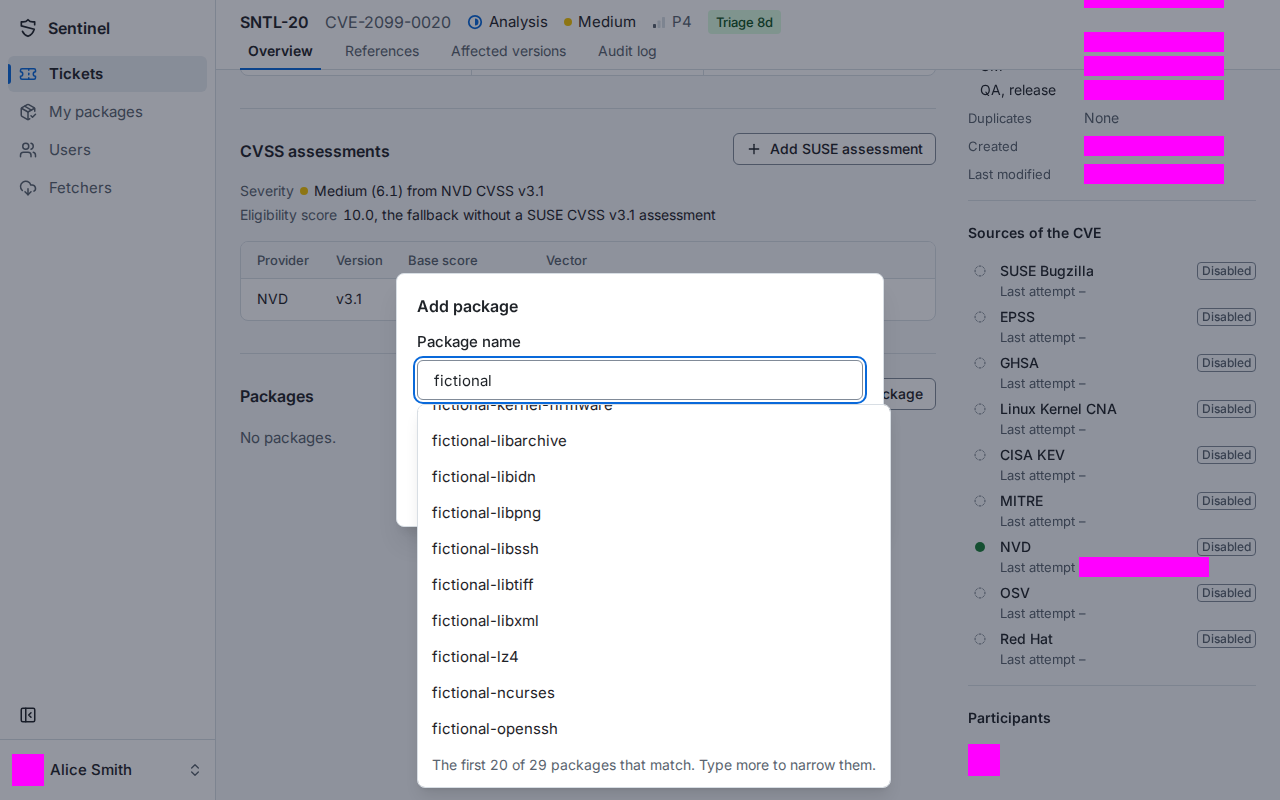 Sentinel
Tickets
My packages
Users
Fetchers
Alice Smith
SNTL-20 CVE-2099-0020 Analysis Medium P4 Triage 8d
Overview References Affected versions Audit log
CVSS assessments
Add SUSE assessment
Severity Medium (6.1) from NVD CVSS v3.1
Eligibility score 10.0, the fallback without a SUSE CVSS v3.1 assessment
Provider Version Base score Vector
NVD v3.1
Packages
ckage
No packages.
Add package
Package name
fictional
fictional-kernel-firmware
fictional-libarchive
fictional-libidn
fictional-libpng
fictional-libssh
fictional-libtiff
fictional-libxml
fictional-lz4
fictional-ncurses
fictional-openssh
The first 20 of 29 packages that match. Type more to narrow them.
QA, release
Duplicates None
Created
Last modified
Sources of the CVE
SUSE Bugzilla Disabled
Last attempt –
EPSS Disabled
Last attempt –
GHSA Disabled
Last attempt –
Linux Kernel CNA Disabled
Last attempt –
CISA KEV Disabled
Last attempt –
MITRE Disabled
Last attempt –
NVD Disabled
Last attempt
OSV Disabled
Last attempt –
Red Hat Disabled
Last attempt –
Participants